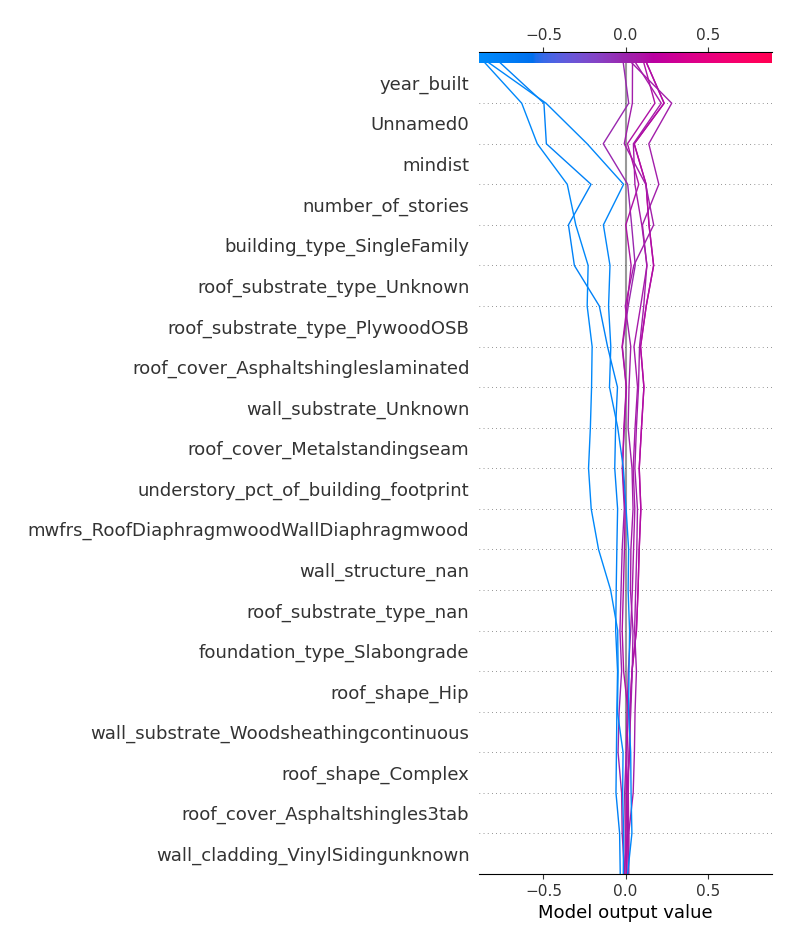 −0.5 0.0 0.5
year_built
Unnamed0
mindist
number_of_stories
building_type_SingleFamily
roof_substrate_type_Unknown
roof_substrate_type_PlywoodOSB
roof_cover_Asphaltshingleslaminated
wall_substrate_Unknown
roof_cover_Metalstandingseam
understory_pct_of_building_footprint
mwfrs_RoofDiaphragmwoodWallDiaphragmwood
wall_structure_nan
roof_substrate_type_nan
foundation_type_Slabongrade
roof_shape_Hip
wall_substrate_Woodsheathingcontinuous
roof_shape_Complex
roof_cover_Asphaltshingles3tab
wall_cladding_VinylSidingunknown
−0.5 0.0 0.5
Model output value